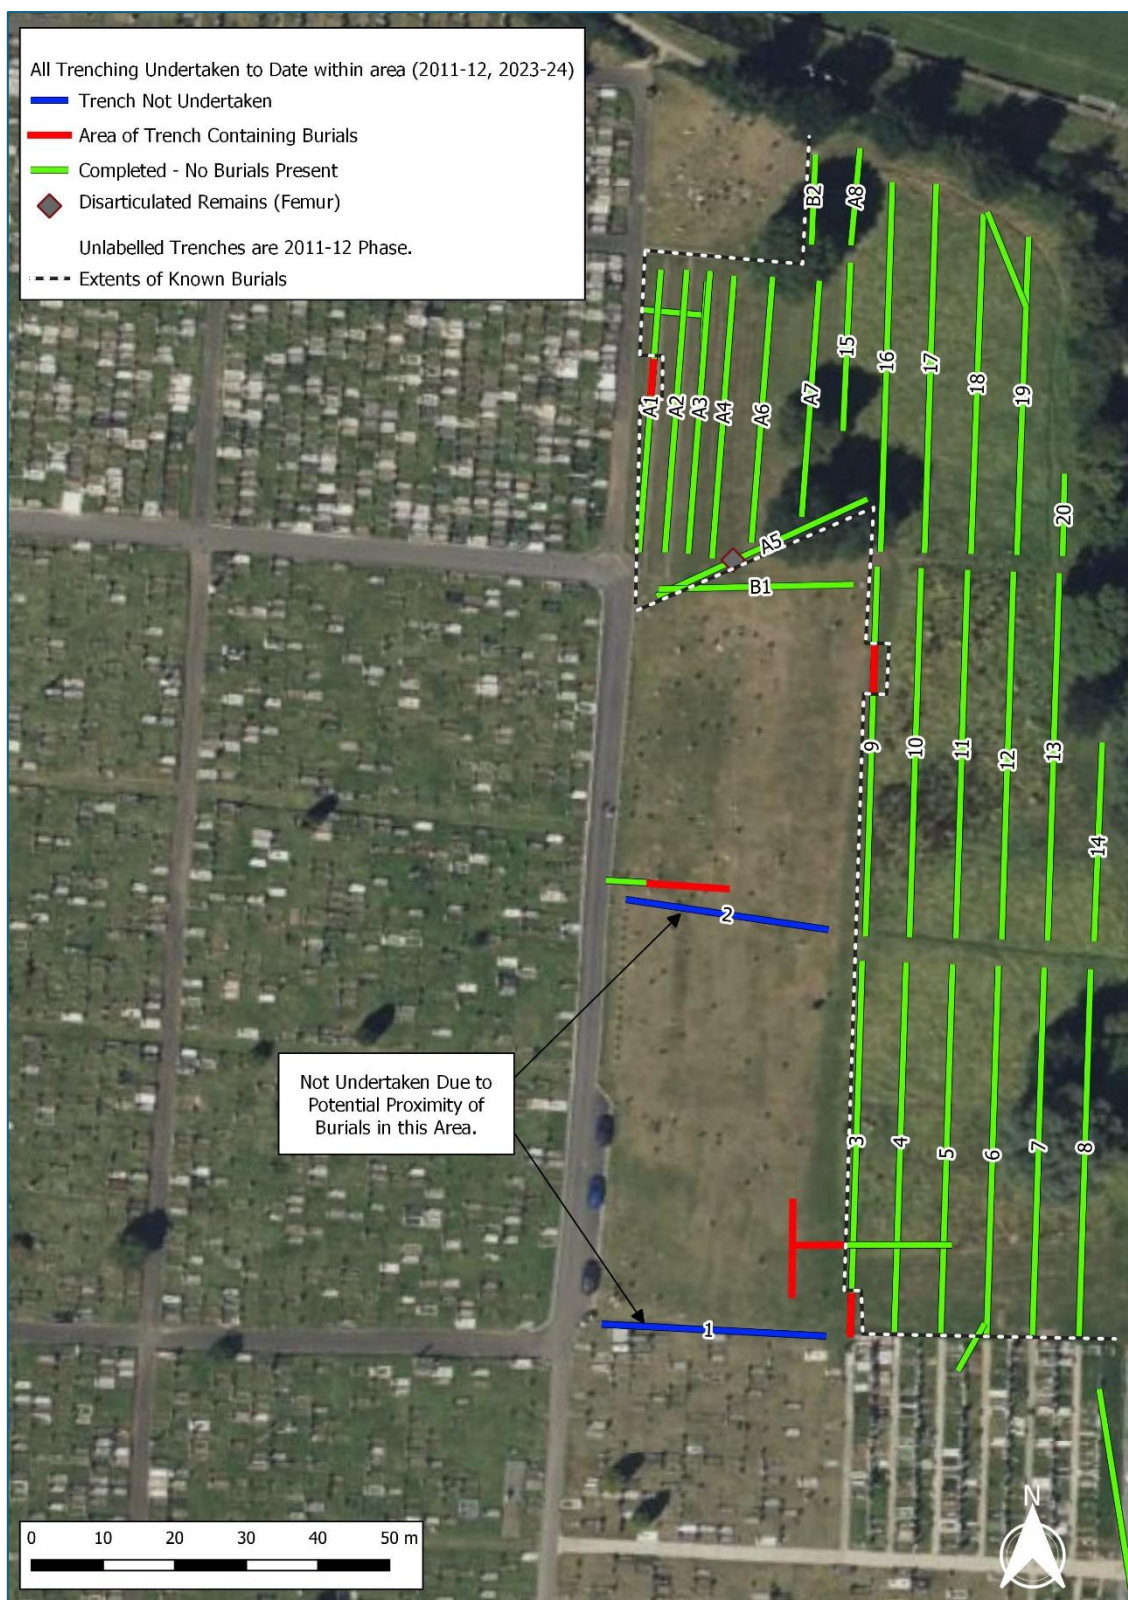 All Trenching Undertaken to Date within area (2011-12, 2023-24)
Trench Not Undertaken
Area of Trench Containing Burials
Completed - No Burials Present
Disarticulated Remains (Femur)
Unlabelled Trenches are 2011-12 Phase.
Extents of Known Burials
B2
A8
15
16
17
18
19
A1
A2
A3
A4
A6
A7
20
A5
B1
9
10
11
12
13
14
2
Not Undertaken Due to
Potential Proximity of
Burials in this Area.
3
4
5
6
7
8
1
N
0 10 20 30 40 50 m